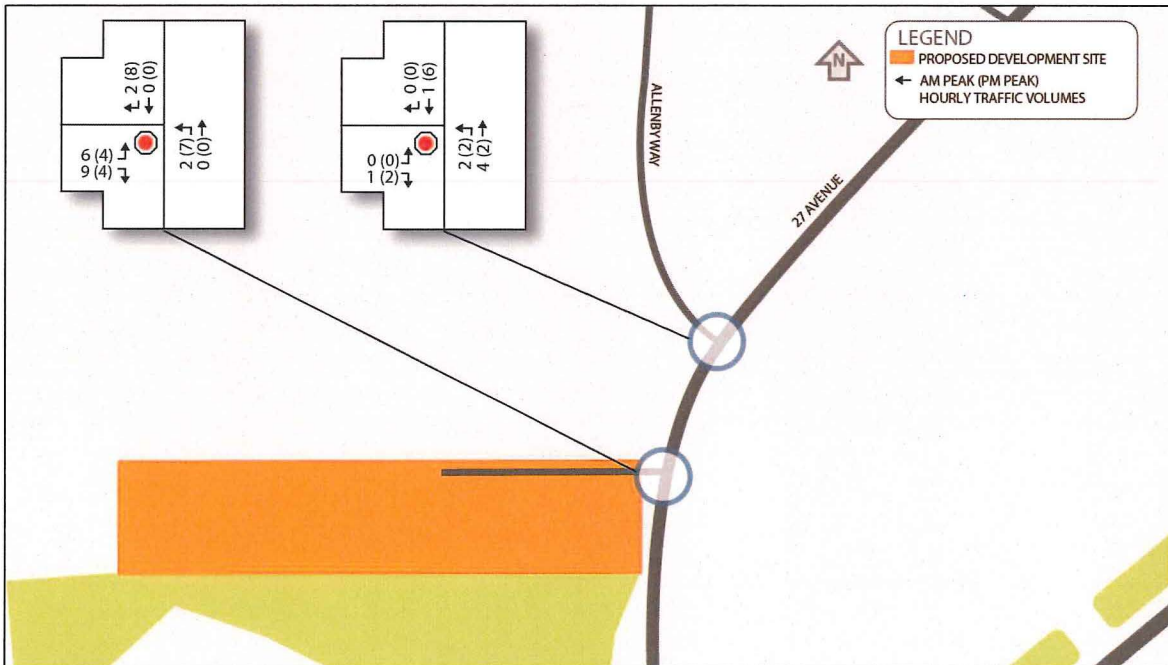 2 (8)
0 (0)
6 (4)
9 (4)
2 (7)
0 (0)
0 (0)
1 (6)
0 (0)
1 (2)
2 (2)
4 (2)
N
LEGEND
PROPOSED DEVELOPMENT SITE
AM PEAK (PM PEAK)
HOURLY TRAFFIC VOLUMES
ALLENBY WAY
27 AVENUE